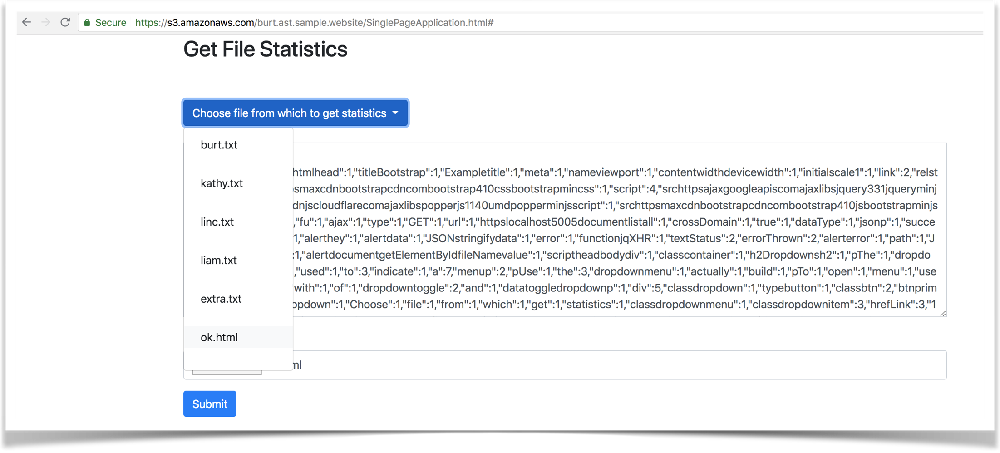 Secure https://s3.amazonaws.com/burt.ast.sample.website/SinglePageApplication.html#
Get File Statistics
Choose file from which to get statistics
burt.txt
kathy.txt
linc.txt
liam.txt
extra.txt
ok.html
htmlhead":1,"titleBootstrap":1,"Exampletitle":1,"meta":1,"nameviewport":1,"contentwidthdevicewidth":1,"initialscale1":1,"link":2,"relst
smaxcdnbootstrapcdncombootstrap410cssbootstrapmincss":1,"script":4,"srchttpsajaxgoogleapiscomajaxlibsjquery331jqueryminj
dnjscloudflarecomajaxlibspopperjs1140umdpopperminjsscript":1,"srchttpsmaxcdnbootstrapcdncombootstrap410jsbootstrapminjs
,"fu":1,"ajax":1,"type":1,"GET":1,"url":1,"httpslocalhost5005documentlistall":1,"crossDomain":1,"true":1,"dataType":1,"jsonp":1,"succe
1,"alerthey":1,"alertdata":1,"JSONstringifydata":1,"error":1,"functionjqXHR":1,"textStatus":2,"errorThrown":2,"alerterror":1,"path":1,"J
:1,"alertdocumentgetElementByIdfileNamevalue":1,"scriptheadbodydiv":1,"classcontainer":1,"h2Dropdownsh2":1,"pThe":1,"dropdo
,"used":1,"to":3,"indicate":1,"a":7,"menup":2,"pUse":1,"the":3,"dropdownmenu":1,"actually":1,"build":1,"pTo":1,"open":1,"menu":1,"use
with":1,"of":1,"dropdowntoggle":2,"and":1,"datatoggledropdownp":1,"div":5,"classdropdown":1,"typebutton":1,"classbtn":2,"btnprim
opdown":1,"Choose":1,"file":1,"from":1,"which":1,"get":1,"statistics":1,"classdropdownmenu":1,"classdropdownitem":3,"hrefLink":3,"1
ml
Submit